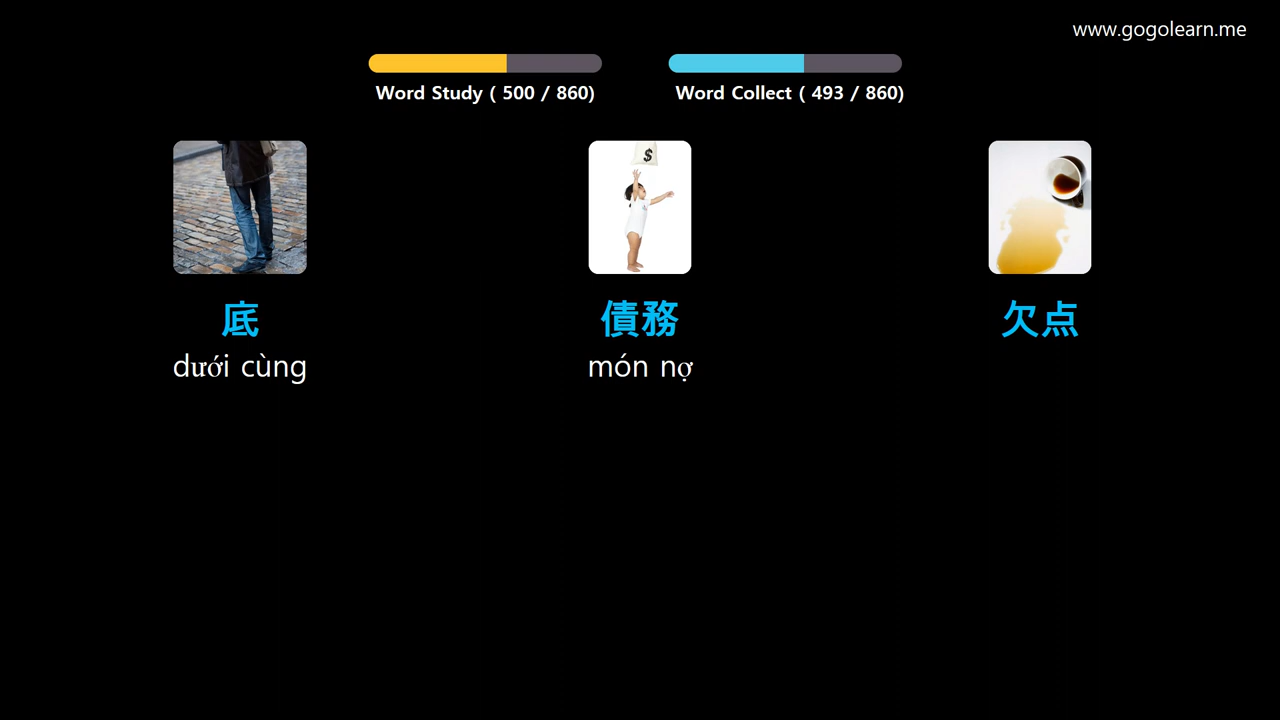 www.gogolearn.me
Word Study ( 500 / 860)
Word Collect ( 493 / 860)
底
債務
欠点
dưới cùng
món nợ
$